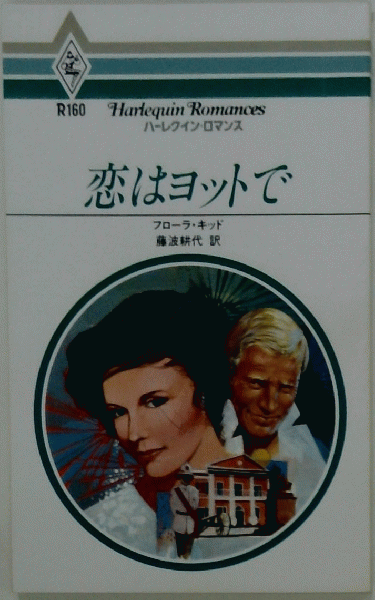 R160
Harlequin Romances
ハーレクイン・ロマンス
恋はヨットで
フローラ・キッド
藤波耕代 訳